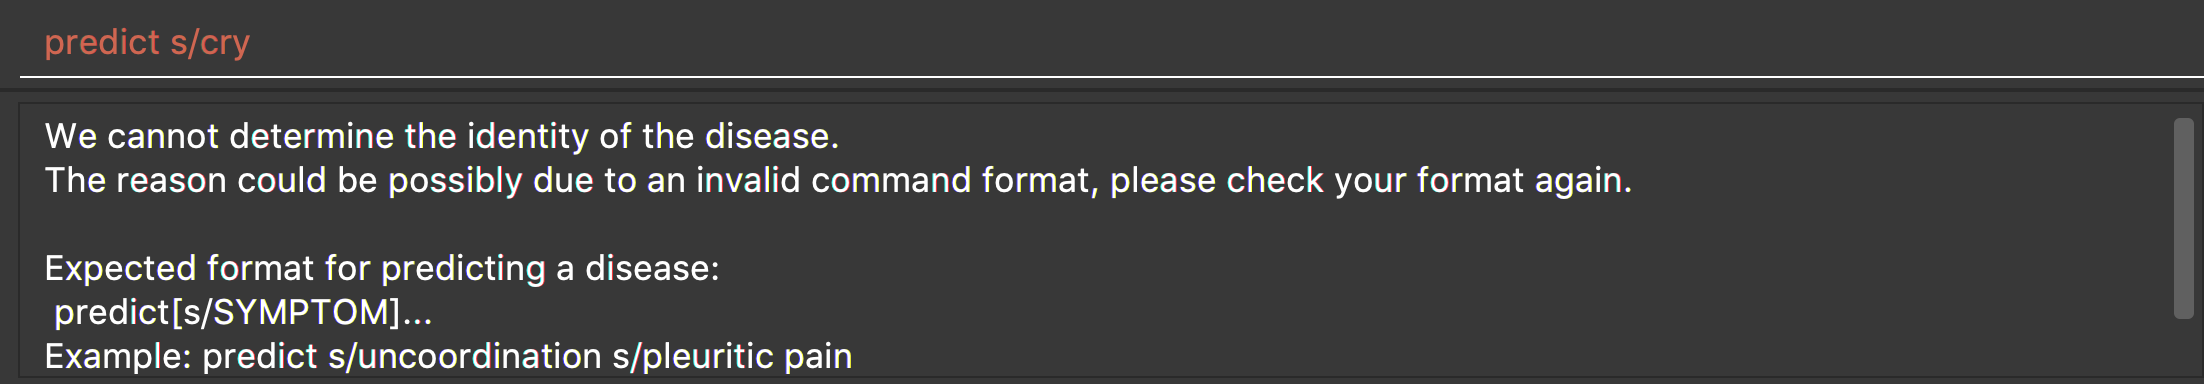 predict s/cry
We cannot determine the identity of the disease.
The reason could be possibly due to an invalid command format, please check your format again.
Expected format for predicting a disease:
predict[s/SYMPTOM]...
Example: predict s/uncoordination s/pleuritic pain